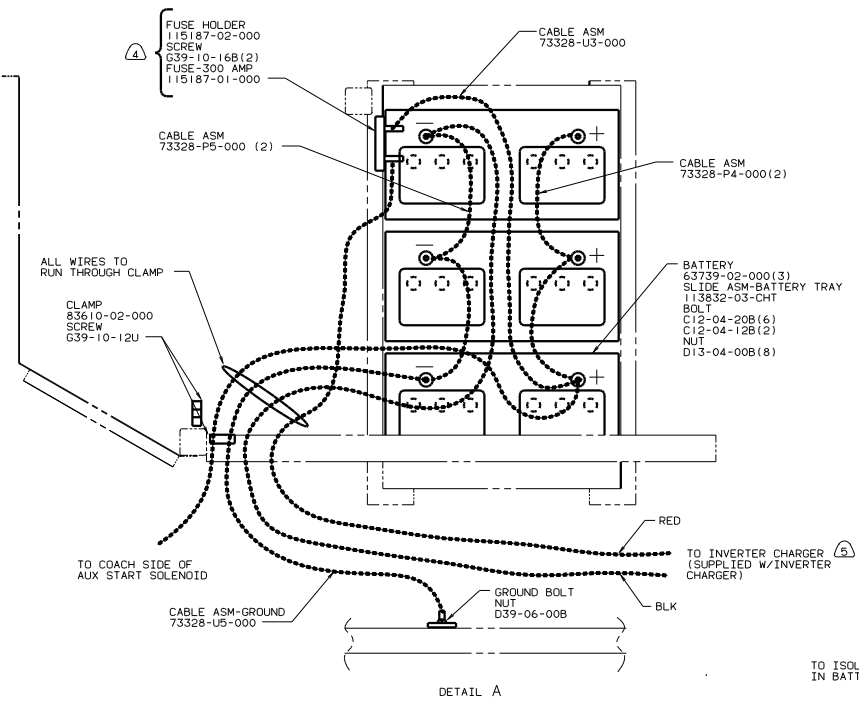 FUSE HOLDER
115187-02-000
SCREW
G39-10-16B(2)
FUSE-300 AMP
115187-01-000
4
CABLE ASM
73328-U3-000
CABLE ASM
73328-P5-000 (2)
CABLE ASM
73328-P4-000(2)
− +
− +
− +
ALL WIRES TO
RUN THROUGH CLAMP
CLAMP
83610-02-000
SCREW
G39-10-12U
BATTERY
63739-02-000(3)
SLIDE ASM-BATTERY TRAY
113832-03-CHT
BOLT
C12-04-20B(6)
C12-04-12B(2)
NUT
D13-04-00B(8)
RED
TO INVERTER CHARGER 5
(SUPPLIED W/INVERTER
CHARGER)
BLK
TO COACH SIDE OF
AUX START SOLENOID
CABLE ASM-GROUND
73328-U5-000
GROUND BOLT
NUT
D39-06-00B
TO ISOL
IN BATT
DETAIL A